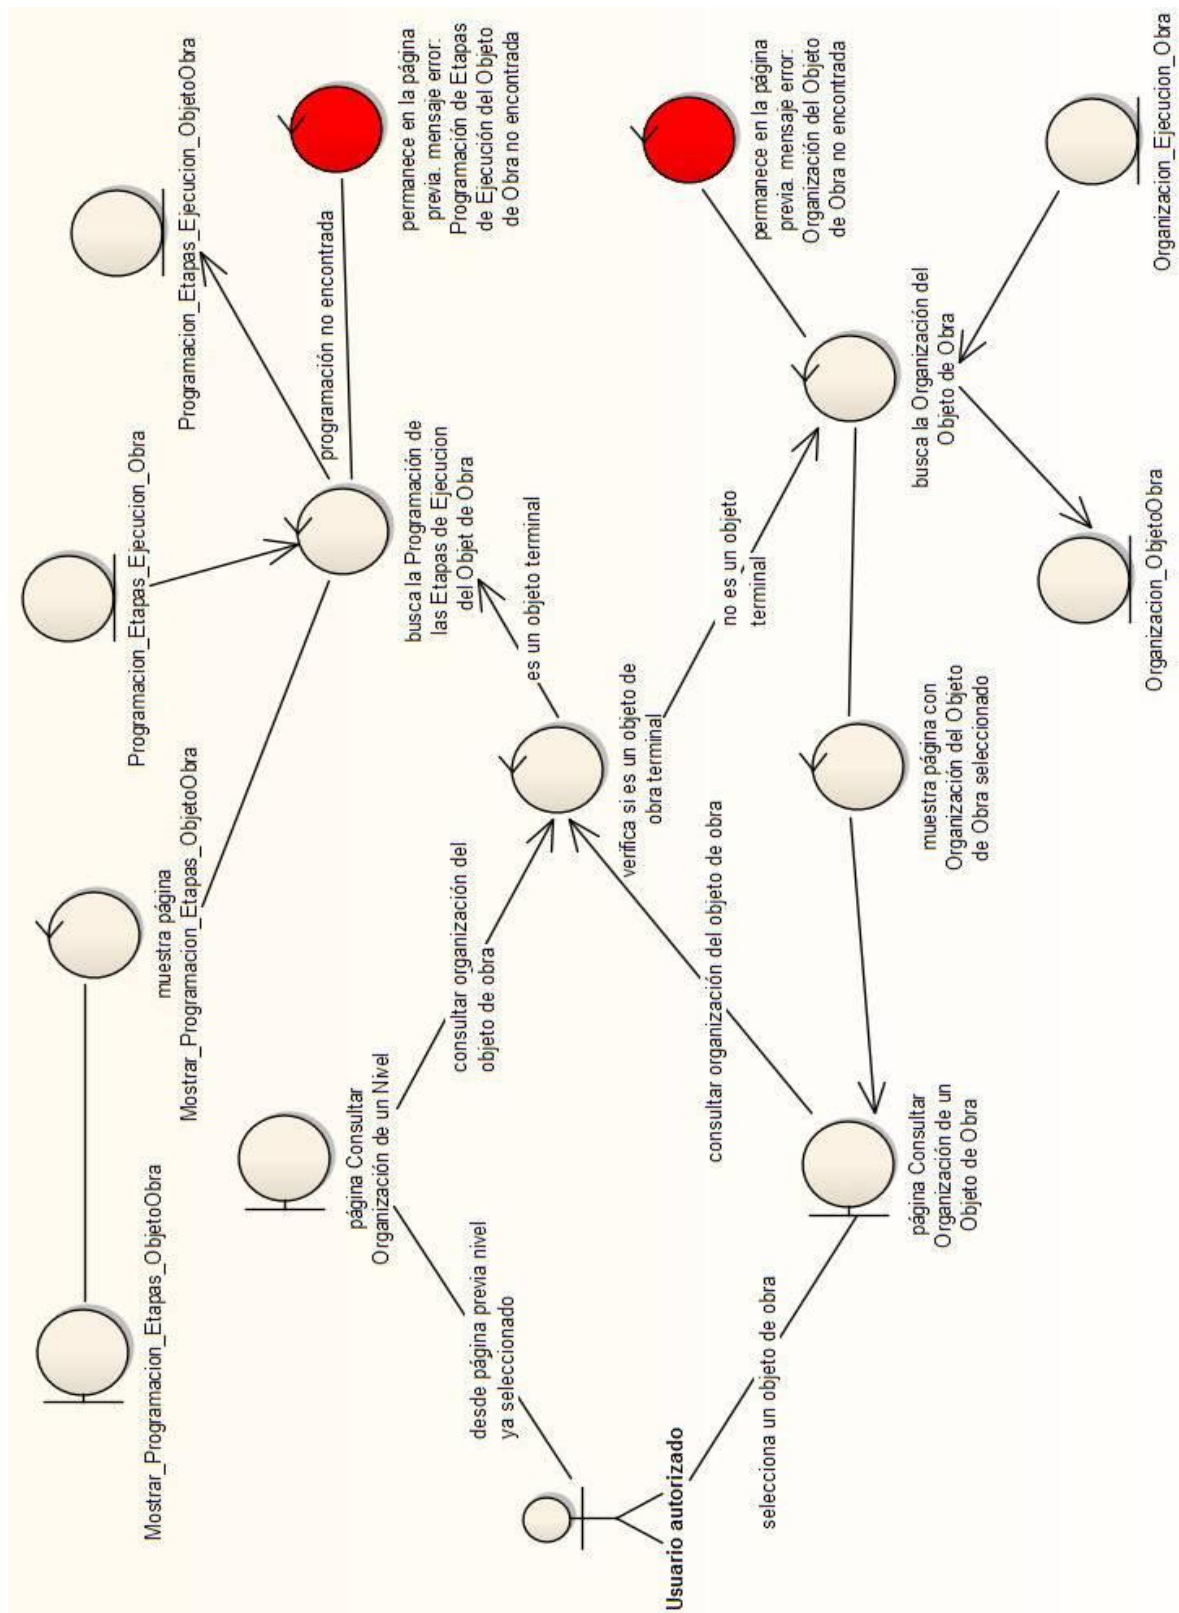 Mostrar_Programacion_Etapas_ObjetoObra
muestra página
Mostrar_Programacion_Etapas_ObjetoObra
Programacion_Etapas_Ejecucion_Obra
Programacion_Etapas_Ejecucion_ObjetoObra
programación no encontrada
página Consultar
Organización de un Nivel
busca la Programación de
las Etapas de Ejecucion
del Objet de Obra
permanece en la página
previa. mensaje error:
Programación de Etapas
de Ejecución del Objeto
de Obra no encontrada
desde página previa nivel
ya seleccionado
consultar organización del
objeto de obra
es un objeto terminal
Usuario autorizado
verifica si es un objeto de
obra terminal
no es un objeto
terminal
selecciona un objeto de obra
consultar organización del objeto de obra
permanece en la página
previa. mensaje error:
Organización del Objeto
de Obra no encontrada
página Consultar
Organización de un
Objeto de Obra
muestra página con
Organización del Objeto
de Obra seleccionado
busca la Organización del
Objeto de Obra
Organizacion_ObjetoObra
Organizacion_Ejecucion_Obra